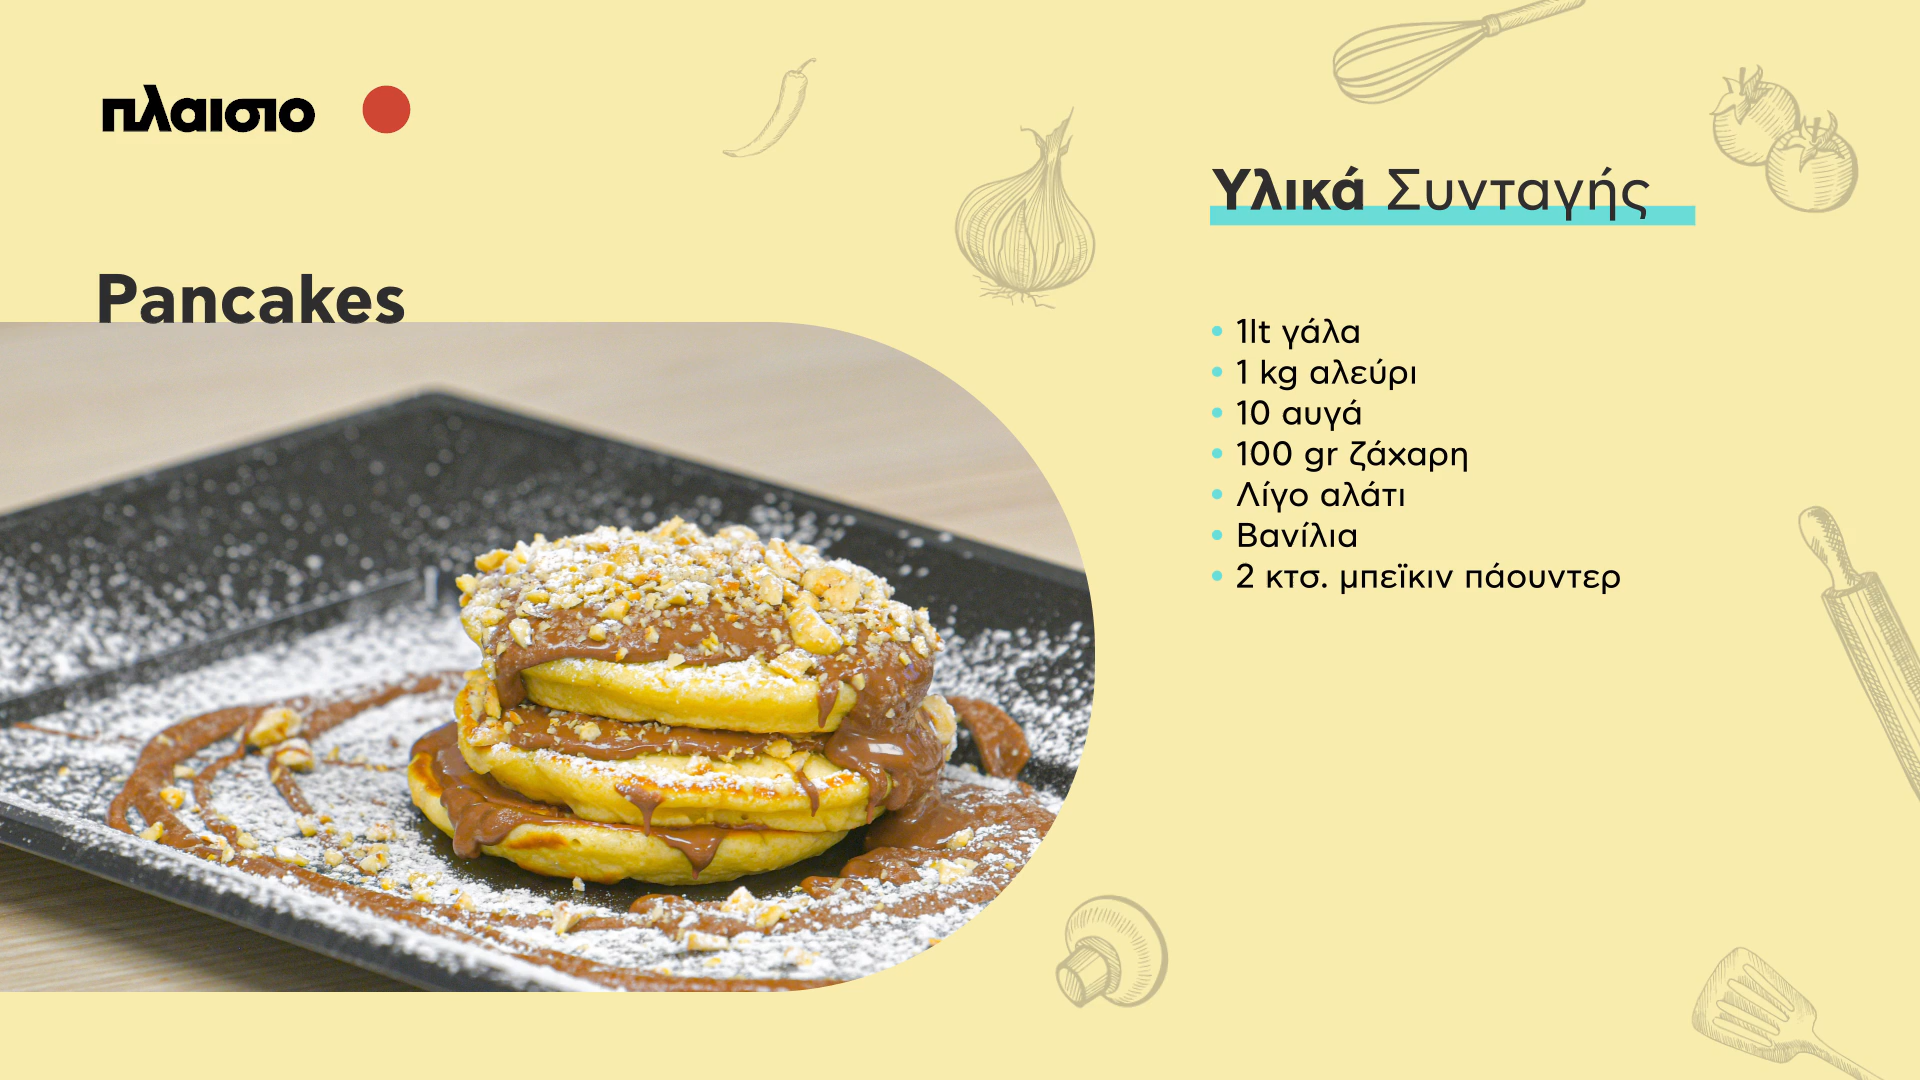 πλαισιο
Pancakes
Υλικά Συνταγής
• 1lt γάλα
• 1 kg αλεύρι
• 10 αυγά
• 100 gr ζάχαρη
• Λίγο αλάτι
• Βανίλια
• 2 κτσ. μπεϊκιν πάουντερ